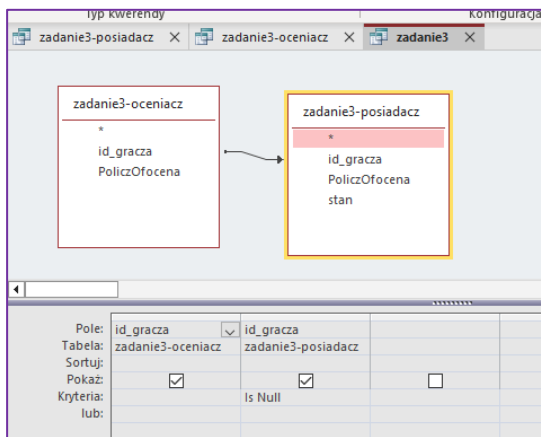 Typ kwerendy Konfiguracja
zadanie3-posiadacz zadanie3-oceniacz zadanie3
zadanie3-oceniacz
*
id_gracza
PoliczOfocena
zadanie3-posiadacz
*
id_gracza
PoliczOfocena
stan
Pole: id_gracza id_gracza
Tabela: zadanie3-oceniacz zadanie3-posiadacz
Sortuj:
Pokaż:
Kryteria: Is Null
lub: